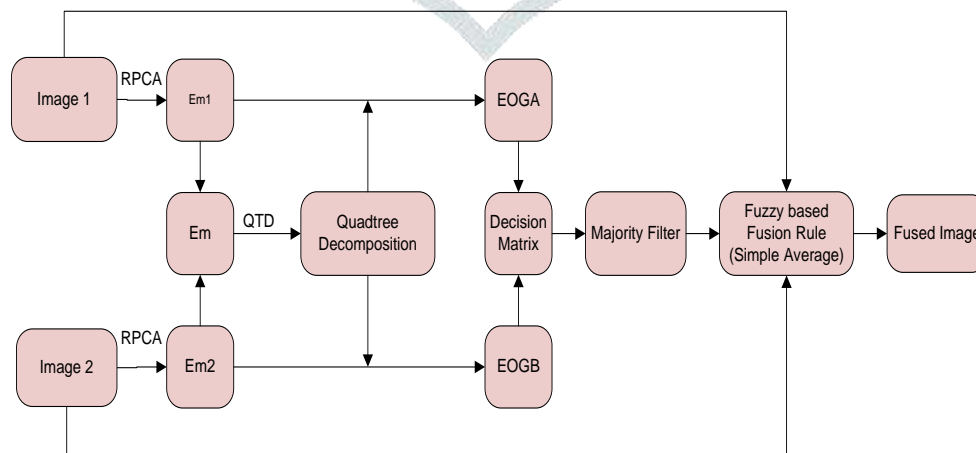 Image 1
RPCA
Em1
EOGA
Em
QTD
Quadtree
Decomposition
Decision
Matrix
Majority Filter
Fuzzy based
Fusion Rule
(Simple Average)
Fused Image
Image 2
RPCA
Em2
EOGB